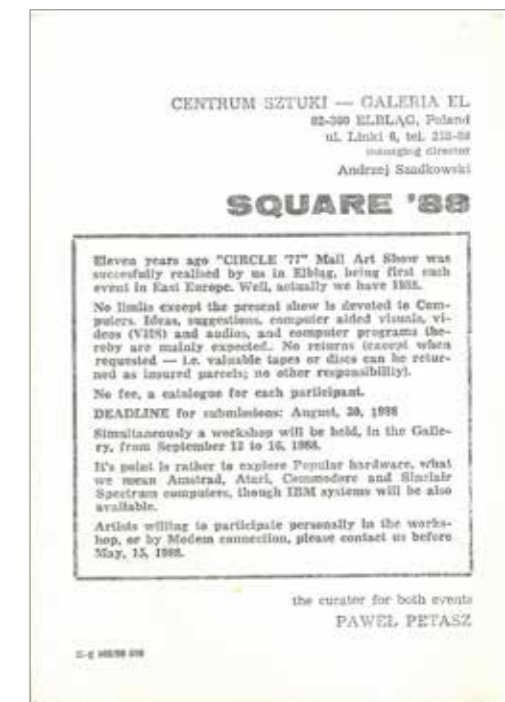 CENTRUM SZTUKI — GALERIA EL
82-300 ELBLĄG, Poland
ul. Linki 6, tel.
managing director
Andrzej Szadkowski
SQUARE '88
Eleven years ago "CIRCLE '77" Mail Art Show was
succesfully realised by us in Elbląg, being first such
event in East Europe. Well, actually we have 1988.
No limits except the present show is devoted to Com-
puters. Ideas, suggestions, computer aided visuals, vi-
deos (VHS) and audios, and computer programs the-
reby are mainly expected. No returns (except when
requested — i.e. valuable tapes or discs can be retur-
ned as insured parcels; no other responsibility).
No fee, a catalogue for each participant.
DEADLINE for submissions: August, 30, 1988
Simultaneously a workshop will be held, in the Galle-
ry, from September 12 to 16, 1988.
It's point is rather to explore Popular hardware, what
we mean Amstrad, Atari, Commodore and Sinclair
Spectrum computers, though IBM systems will be also
available.
Artists willing to participate personally in the works-
hop, or by Modem connection, please contact us before
May, 15, 1988.
the curator for both events
PAWEŁ PETASZ